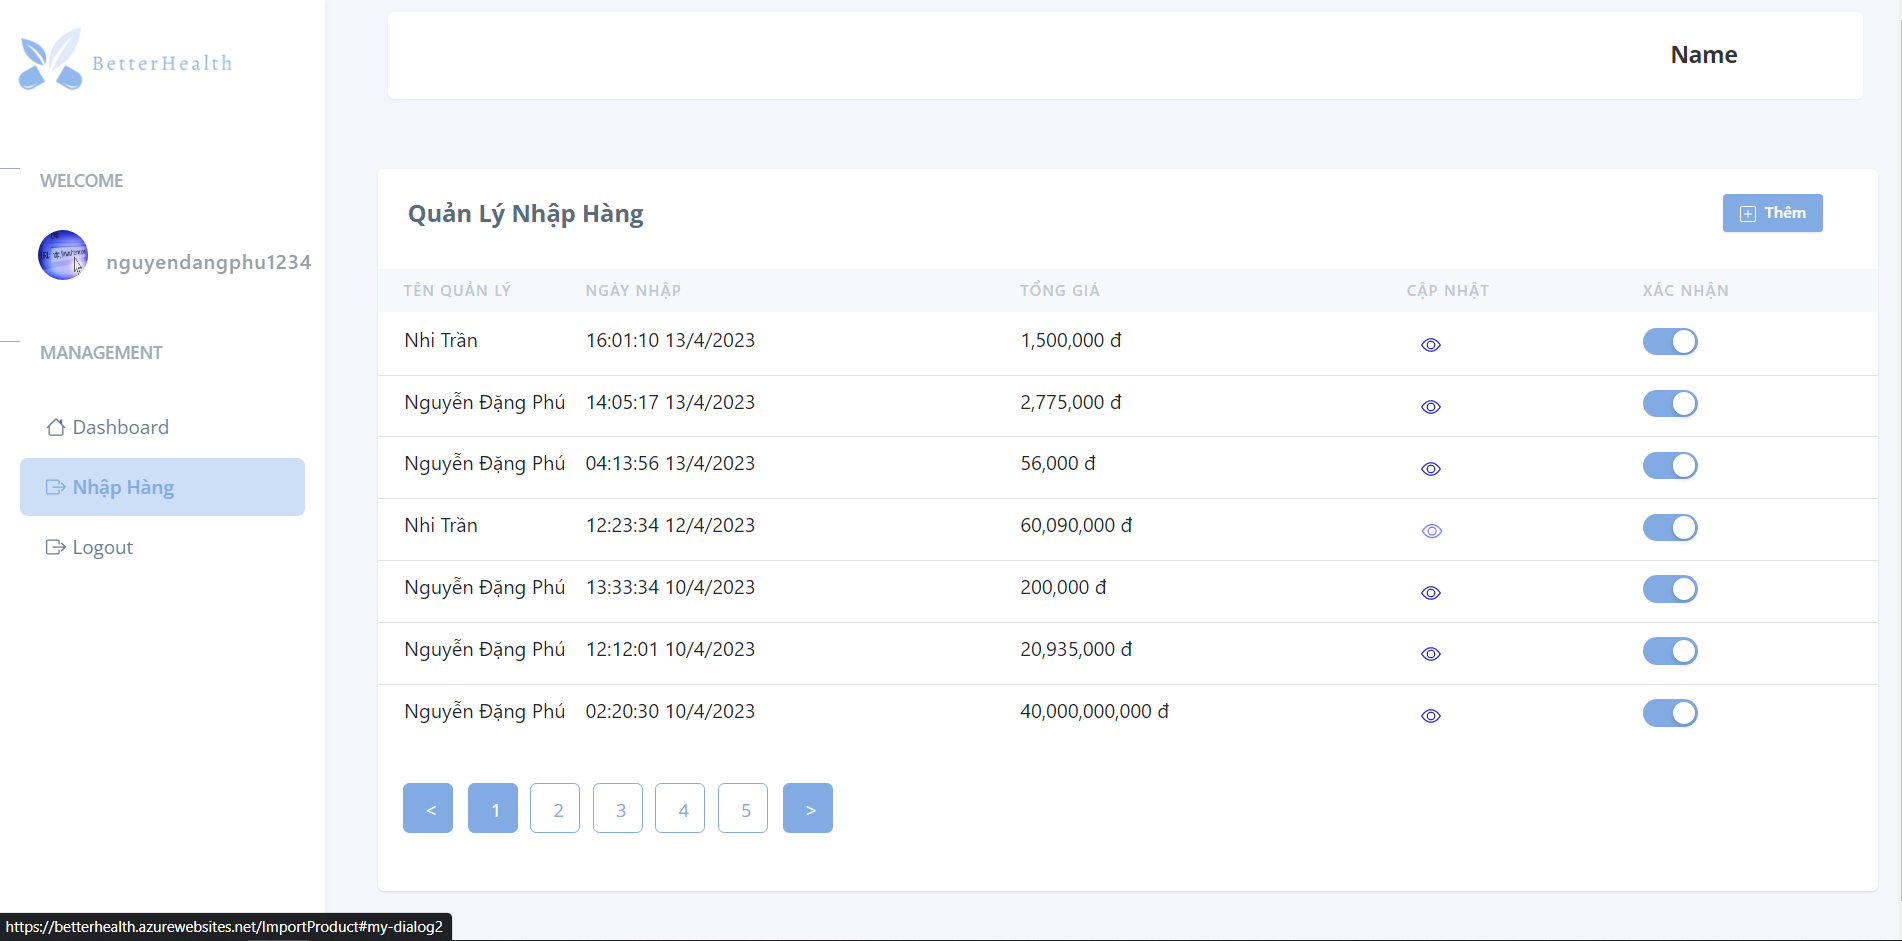 BetterHealth
Name
WELCOME
nguyendangphu1234
MANAGEMENT
Dashboard
Nhập Hàng
Logout
Quản Lý Nhập Hàng
Thêm
TÊN QUẢN LÝ NGÀY NHẬP TỔNG GIÁ CẬP NHẬT XÁC NHẬN
Nhi Trần 16:01:10 13/4/2023 1,500,000 đ
Nguyễn Đặng Phú 14:05:17 13/4/2023 2,775,000 đ
Nguyễn Đặng Phú 04:13:56 13/4/2023 56,000 đ
Nhi Trần 12:23:34 12/4/2023 60,090,000 đ
Nguyễn Đặng Phú 13:33:34 10/4/2023 200,000 đ
Nguyễn Đặng Phú 12:12:01 10/4/2023 20,935,000 đ
Nguyễn Đặng Phú 02:20:30 10/4/2023 40,000,000,000 đ
< 1 2 3 4 5 >
https://betterhealth.azurewebsites.net/ImportProduct#my-dialog2